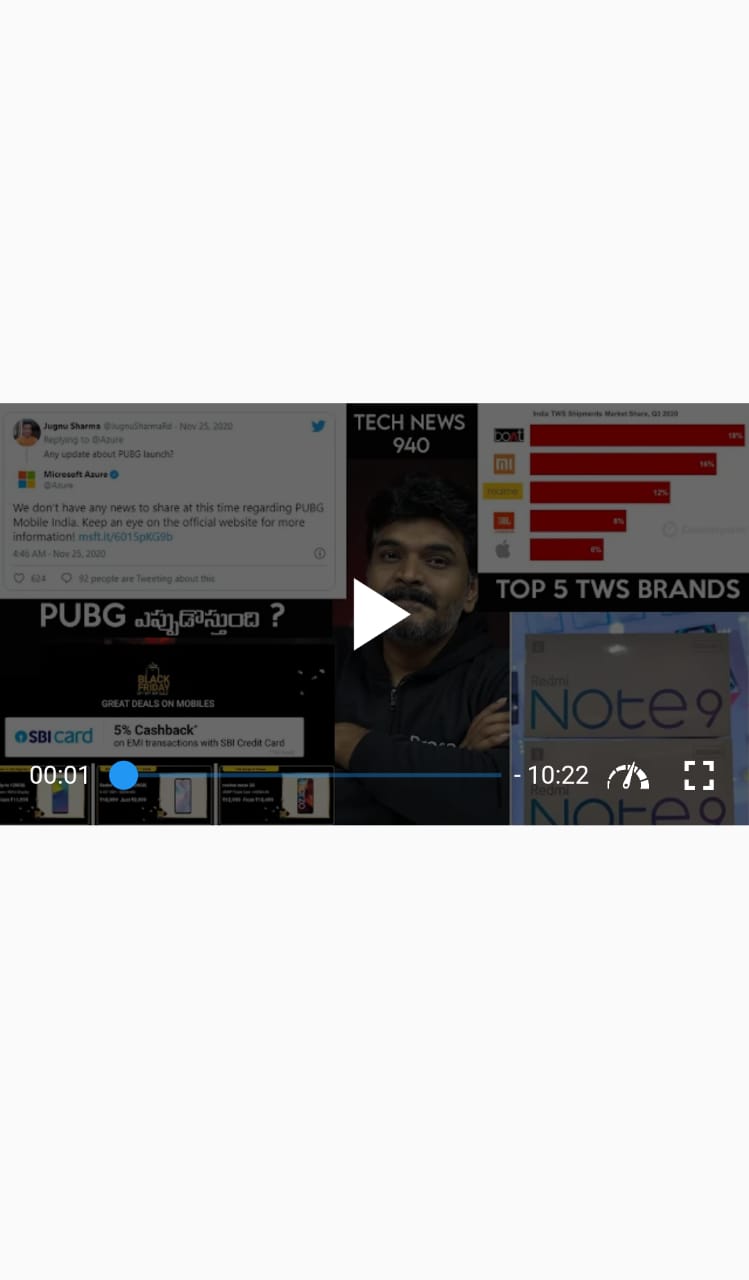 Jugnu Sharma @JugnuSharmaRd · Nov 25, 2020
Replying to @Azure
Any update about PUBG launch?
Microsoft Azure
@Azure
We don't have any news to share at this time regarding PUBG
Mobile India. Keep an eye on the official website for more
information! msft.it/6015pKG9b
4:46 AM · Nov 25, 2020
624 92 people are Tweeting about this
PUBG ఎప్పుడొస్తుంది ?
BLACK
FRIDAY
GREAT DEALS ON MOBILES
SBI card
5% Cashback*
on EMI transactions with SBI Credit Card
TECH NEWS
940
India TWS Shipments Market Share, Q3 2020
boAt 18%
mi 16%
realme 12%
JBL 8%
6%
TOP 5 TWS BRANDS
Redmi
Note 9
Redmi
Note 9
00:01 - 10:22